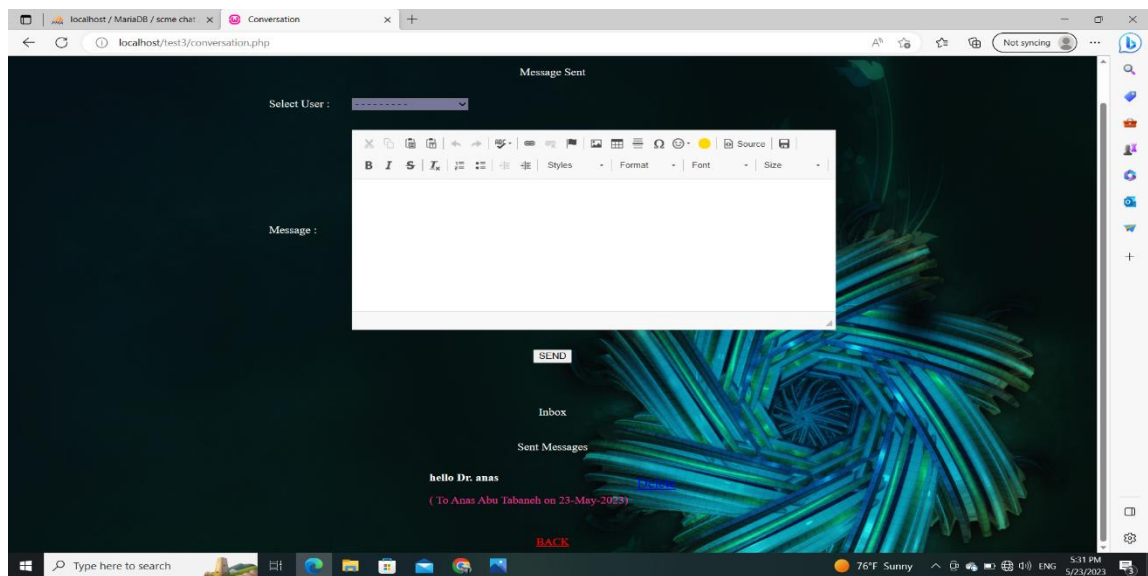 localhost / MariaDB / scme chat
Conversation
localhost/test3/conversation.php
Not syncing
Message Sent
Select User :
---------
Source
Styles
Format
Font
Size
Message :
SEND
Inbox
Sent Messages
hello Dr. anas
Delete
( To Anas Abu Tabaneh on 23-May-2023)
BACK
Type here to search
76°F Sunny
ENG
5:31 PM
5/23/2023